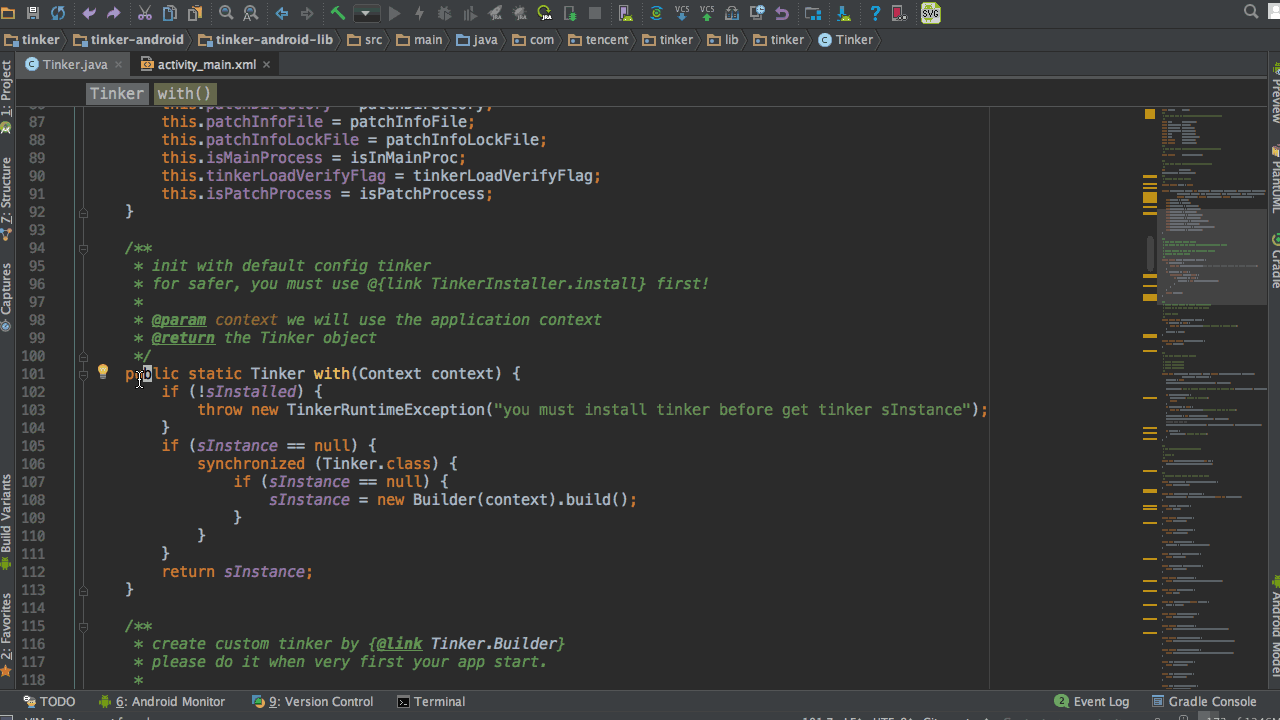 VCS VCS SVG
tinker tinker-android tinker-android-lib src main java com tencent tinker lib tinker Tinker
Tinker.java activity_main.xml
Tinker with()
87 this.patchInfoFile = patchInfoFile;
88 this.patchInfoLockFile = patchInfoLockFile;
89 this.isMainProcess = isInMainProc;
90 this.tinkerLoadVerifyFlag = tinkerLoadVerifyFlag;
91 this.isPatchProcess = isPatchProcess;
92 }
93
94 /**
95 * init with default config tinker
96 * for safer, you must use @{link TinkerInstaller.install} first!
97 *
98 * @param context we will use the application context
99 * @return the Tinker object
100 */
101 public static Tinker with(Context context) {
102 if (!sInstalled) {
103 throw new TinkerRuntimeException("you must install tinker before get tinker sInstance");
104 }
105 if (sInstance == null) {
106 synchronized (Tinker.class) {
107 if (sInstance == null) {
108 sInstance = new Builder(context).build();
109 }
110 }
111 }
112 return sInstance;
113 }
114
115 /**
116 * create custom tinker by {@link Tinker.Builder}
117 * please do it when very first your app start.
118 *
1: Project
7: Structure
Captures
Build Variants
2: Favorites
Preview
PlantUML
Gradle
Android Model
TODO 6: Android Monitor 9: Version Control Terminal 2 Event Log Gradle Console